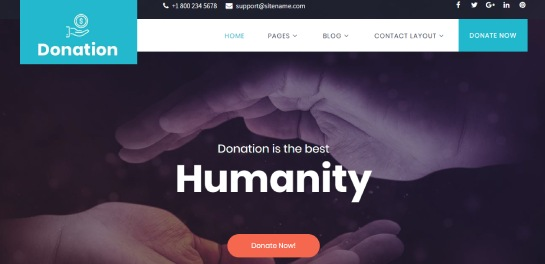 +1 800 234 5678 support@sitename.com
Donation
HOME PAGES BLOG CONTACT LAYOUT DONATE NOW
Donation is the best
Humanity
Donate Now!